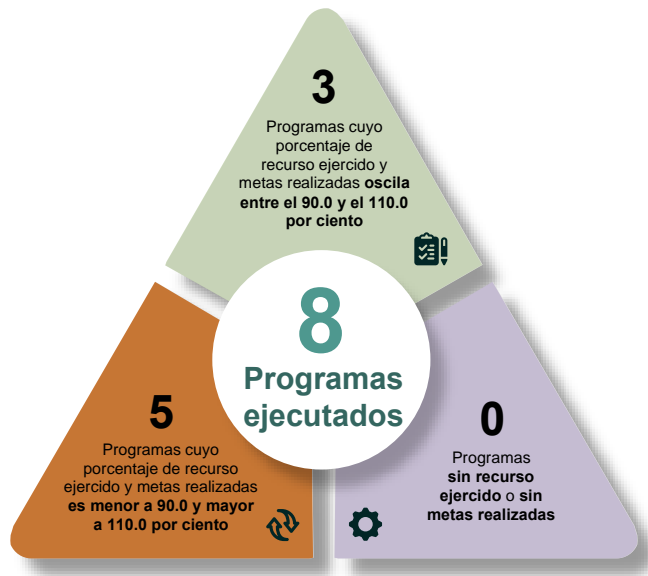 3
Programas cuyo
porcentaje de
recurso ejercido y
metas realizadas oscila
entre el 90.0 y el 110.0
por ciento
8
Programas
ejecutados
5
Programas cuyo
porcentaje de recurso
ejercido y metas realizadas
es menor a 90.0 y mayor
a 110.0 por ciento
0
Programas
sin recurso
ejercido o sin
metas realizadas